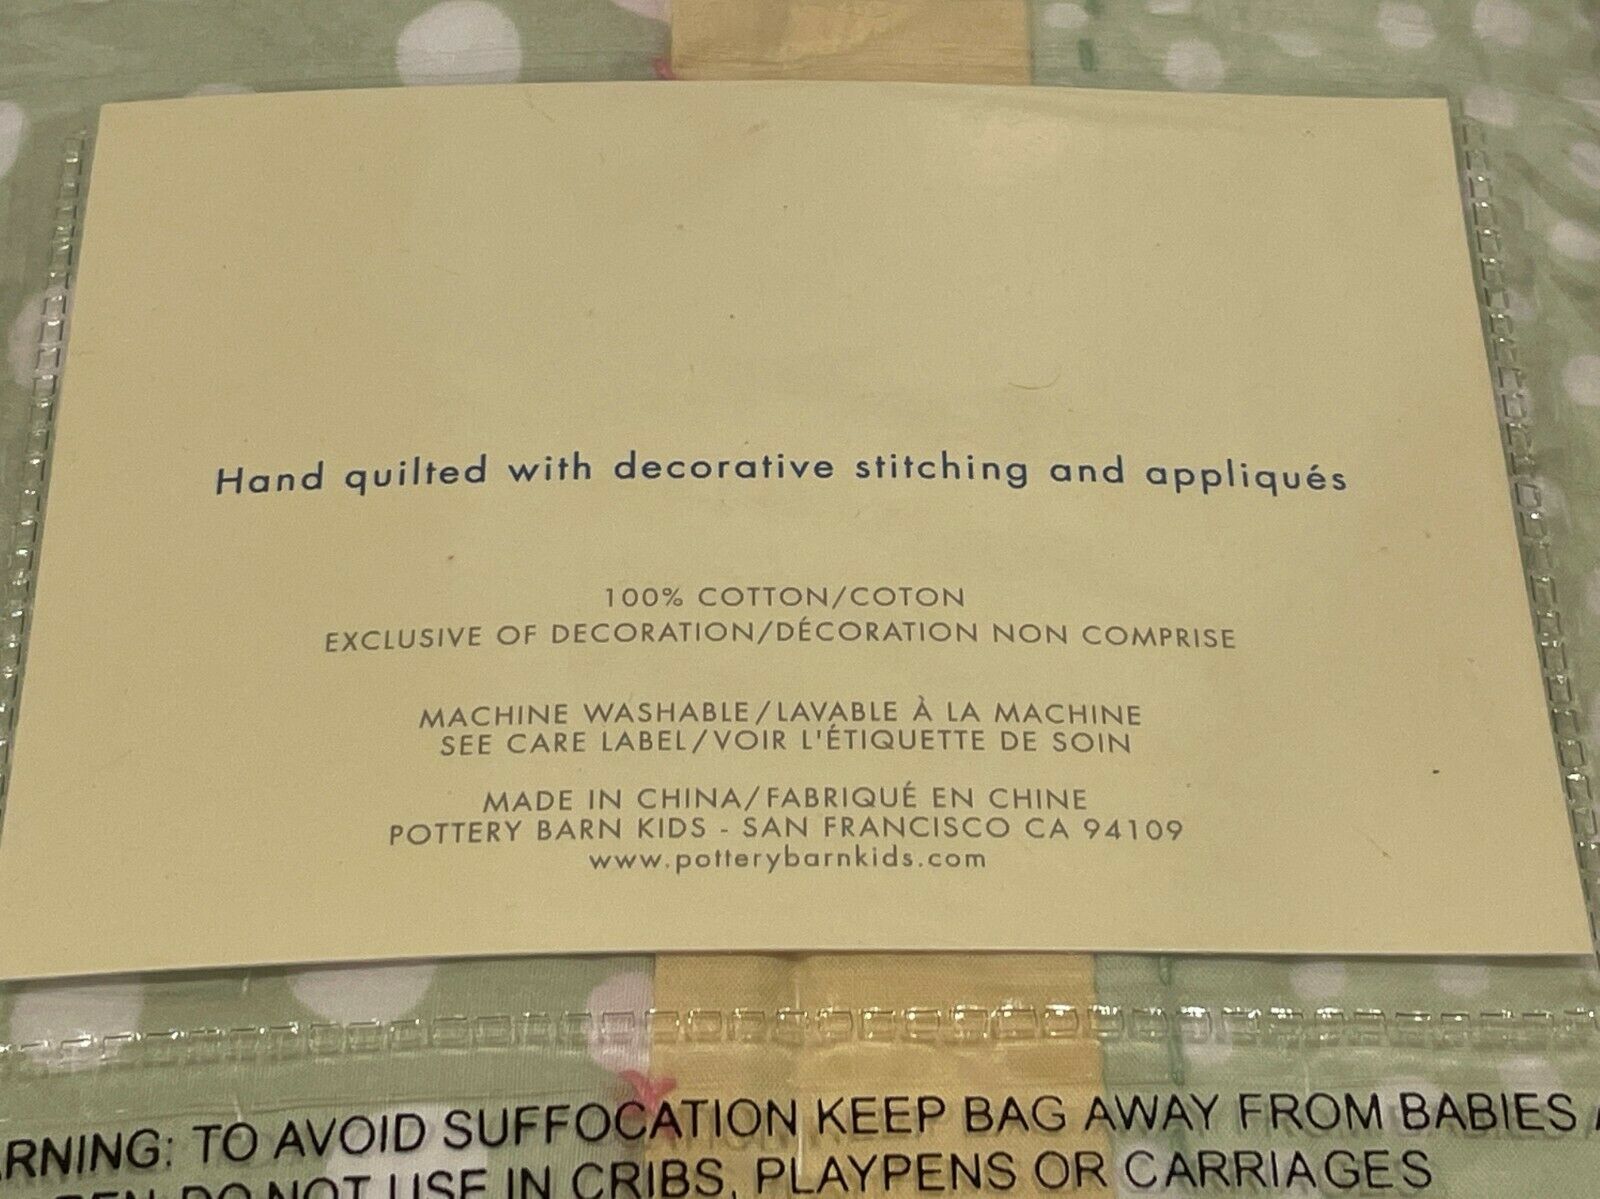 Hand quilted with decorative stitching and appliqués
100% COTTON/COTON
EXCLUSIVE OF DECORATION/DÉCORATION NON COMPRISE
MACHINE WASHABLE/LAVABLE À LA MACHINE
SEE CARE LABEL/VOIR L'ÉTIQUETTE DE SOIN
MADE IN CHINA/FABRIQUÉ EN CHINE
POTTERY BARN KIDS - SAN FRANCISCO CA 94109
www.potterybarnkids.com
ARNING: TO AVOID SUFFOCATION KEEP BAG AWAY FROM BABIES
DO NOT USE IN CRIBS, PLAYPENS OR CARRIAGES